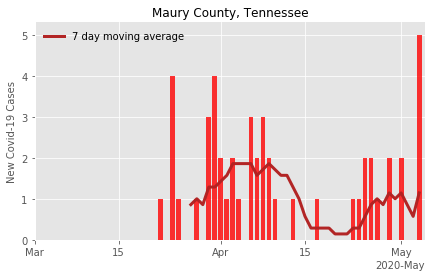 Maury County, Tennessee
7 day moving average
New Covid-19 Cases
5
4
3
2
1
0
Mar
15
Apr
15
May
2020-May